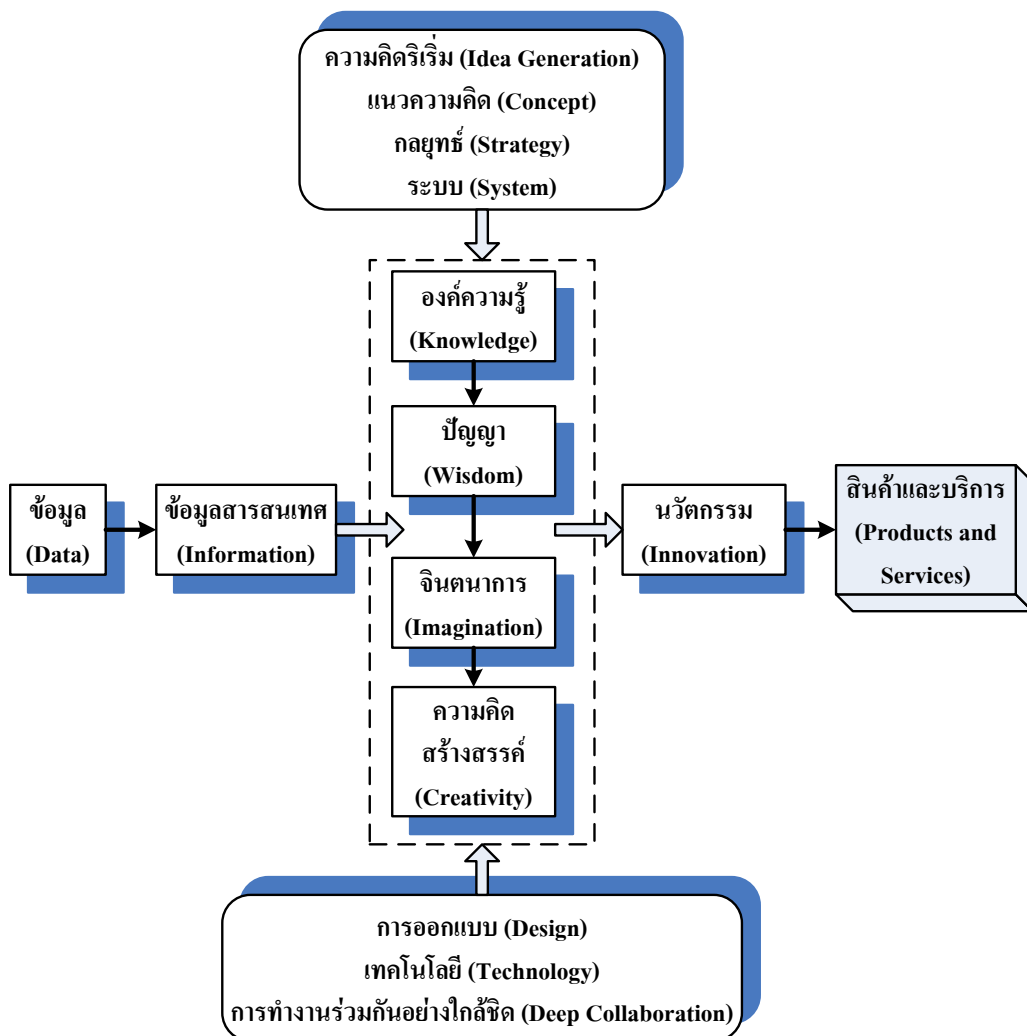 ความคิดริเริ่ม (Idea Generation)
แนวความคิด (Concept)
กลยุทธ์ (Strategy)
ระบบ (System)
องค์ความรู้
(Knowledge)
ปัญญา
(Wisdom)
ข้อมูล
(Data)
ข้อมูลสารสนเทศ
(Information)
นวัตกรรม
(Innovation)
สินค้าและบริการ
(Products and
Services)
จินตนาการ
(Imagination)
ความคิด
สร้างสรรค์
(Creativity)
การออกแบบ (Design)
เทคโนโลยี (Technology)
การทำงานร่วมกันอย่างใกล้ชิด (Deep Collaboration)